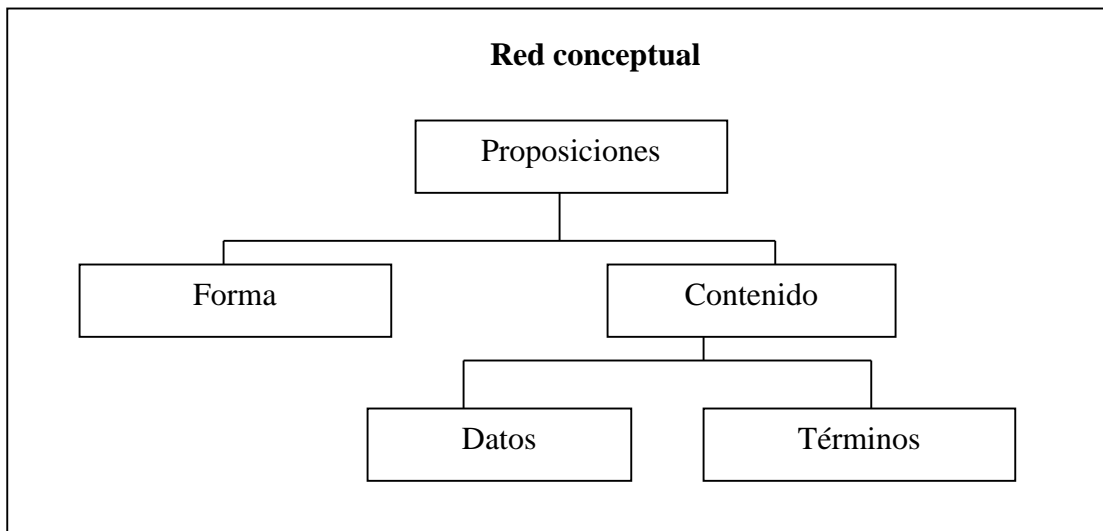 Red conceptual
Proposiciones
Forma
Contenido
Datos
Términos